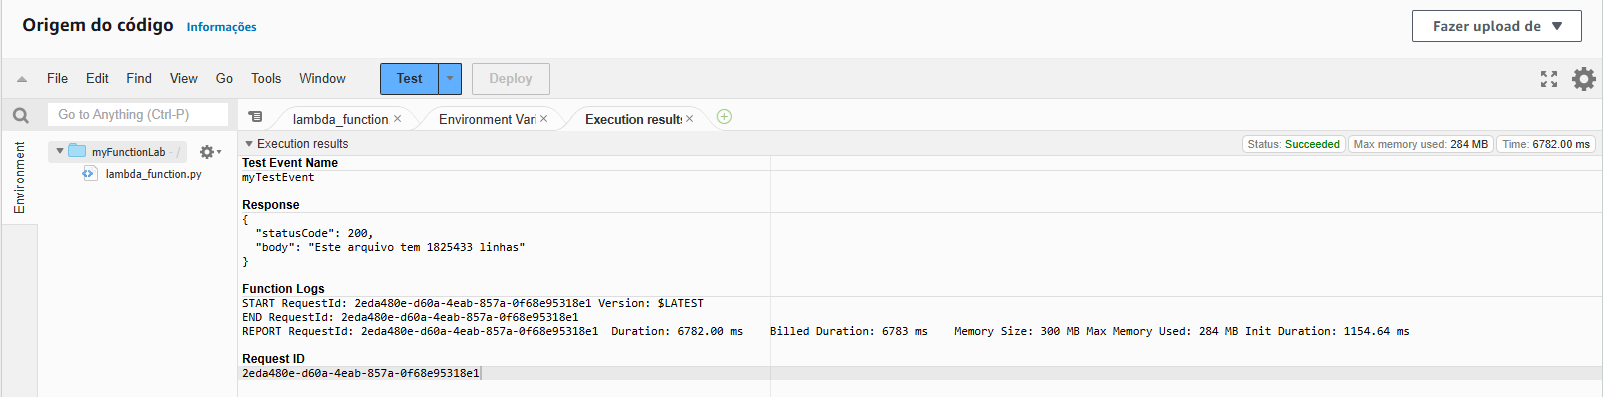 Origem do código Informações
Fazer upload de
File Edit Find View Go Tools Window Test Deploy
Go to Anything (Ctrl-P)
lambda_function × Environment Var × Execution results ×
Environment
myFunctionLab - /
lambda_function.py
Execution results
Status: Succeeded Max memory used: 284 MB Time: 6782.00 ms
Test Event Name
myTestEvent
Response
{
"statusCode": 200,
"body": "Este arquivo tem 1825433 linhas"
}
Function Logs
START RequestId: 2eda480e-d60a-4eab-857a-0f68e95318e1 Version: $LATEST
END RequestId: 2eda480e-d60a-4eab-857a-0f68e95318e1
REPORT RequestId: 2eda480e-d60a-4eab-857a-0f68e95318e1 Duration: 6782.00 ms Billed Duration: 6783 ms Memory Size: 300 MB Max Memory Used: 284 MB Init Duration: 1154.64 ms
Request ID
2eda480e-d60a-4eab-857a-0f68e95318e1